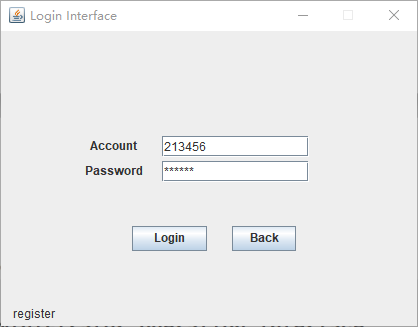 Login Interface
Account 213456
Password ******
Login Back
register